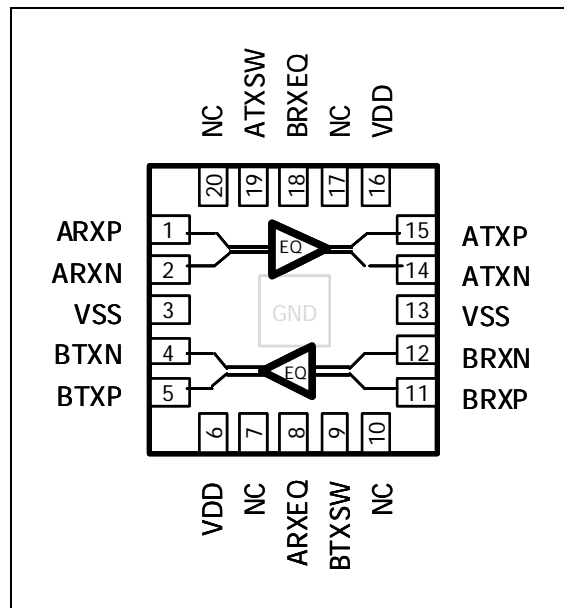 NC
ATXSW
BRXEQ
NC
VDD
20
19
18
17
16
ARXP
1
EQ
15
ATXP
ARXN
2
14
ATXN
VSS
3
GND
13
VSS
BTXN
4
12
BRXN
BTXP
5
EQ
11
BRXP
6
7
8
9
10
VDD
NC
ARXEQ
BTXSW
NC